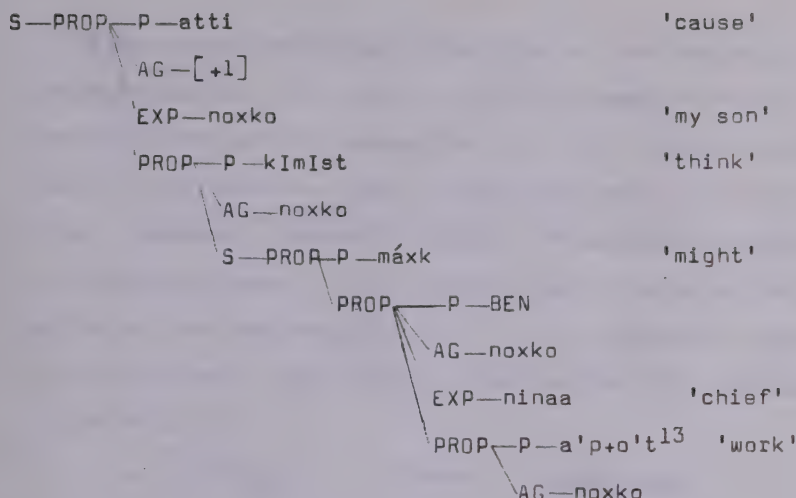 S—PROP—P—atti 'cause'
AG—[+1]
EXP—noxko 'my son'
PROP—P—kImIst 'think'
AG—noxko
S—PROP—P—máxk 'might'
PROP—P—BEN
AG—noxko
EXP—ninaa 'chief'
PROP—P—a'p+o't13 'work'
AG—noxko